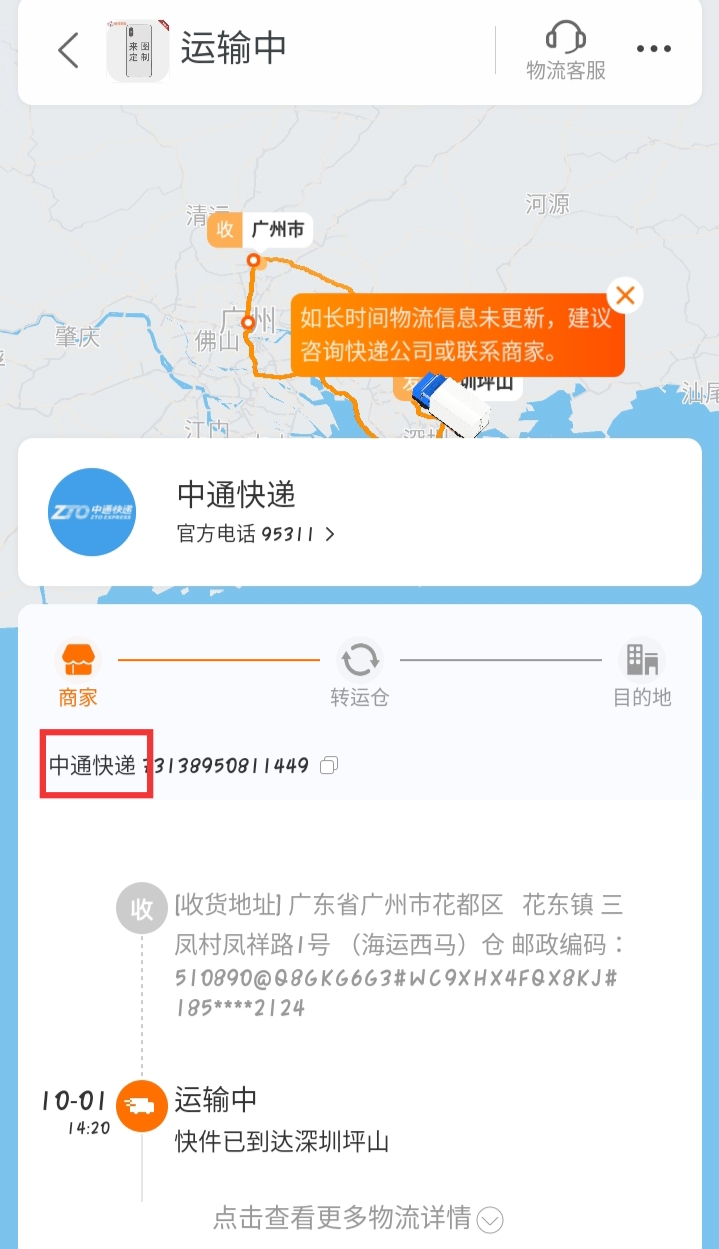 来图
定制
运输中
物流客服
清远
河源
收 广州市
广州
如长时间物流信息未更新，建议
咨询快递公司或联系商家。
肇庆
佛山
圳坪山
汕尾
江门
深圳
ZTO 中通快递
ZTO EXPRESS
中通快递
官方电话 95311 >
商家
转运仓
目的地
中通快递 73138950811449
收
[收货地址] 广东省广州市花都区 花东镇 三
凤村凤祥路1号 （海运西马）仓 邮政编码：
510890@Q8GKG6G3#WC9XHX4FQX8KJ#
185****2124
10-01
14:20
运输中
快件已到达深圳坪山
点击查看更多物流详情